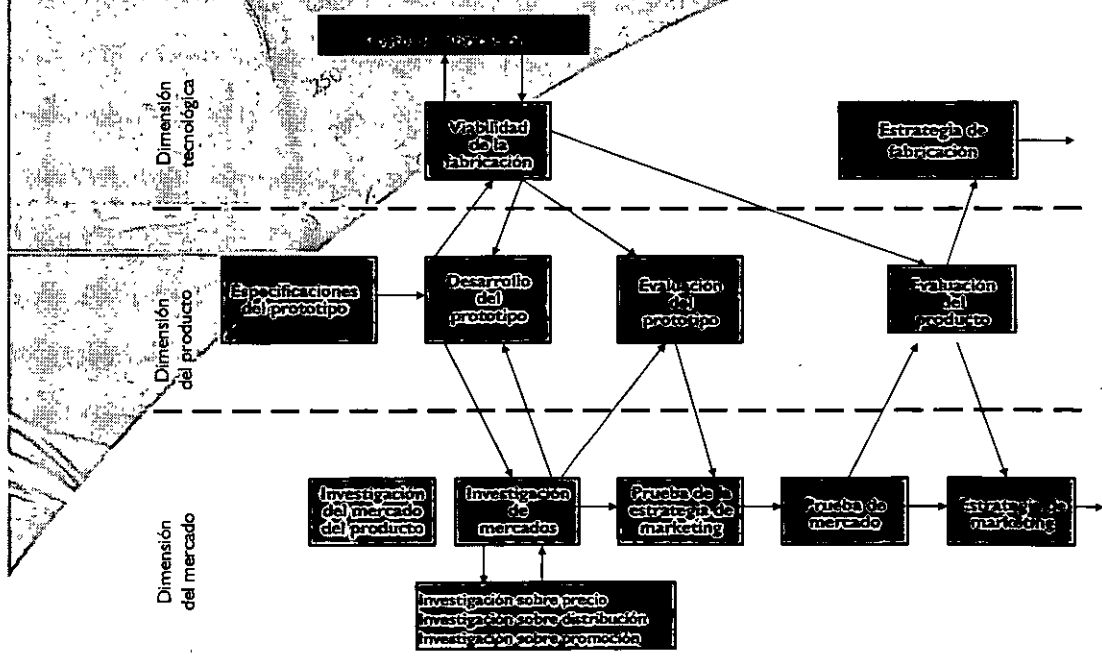 Dimensión
tecnológica
250
Viabilidad
de la
fabricación
Estrategia de
fabricación
Dimensión
del producto
Especificaciones
del prototipo
Desarrollo
del
prototipo
Evaluación
del
prototipo
Evaluación
del
producto
Dimensión
del mercado
Investigación
del mercado
del producto
Investigación
de
mercados
Prueba de la
estrategia de
marketing
Prueba de
mercado
Estrategia de
marketing
Investigación sobre precio
Investigación sobre distribución
Investigación sobre promoción